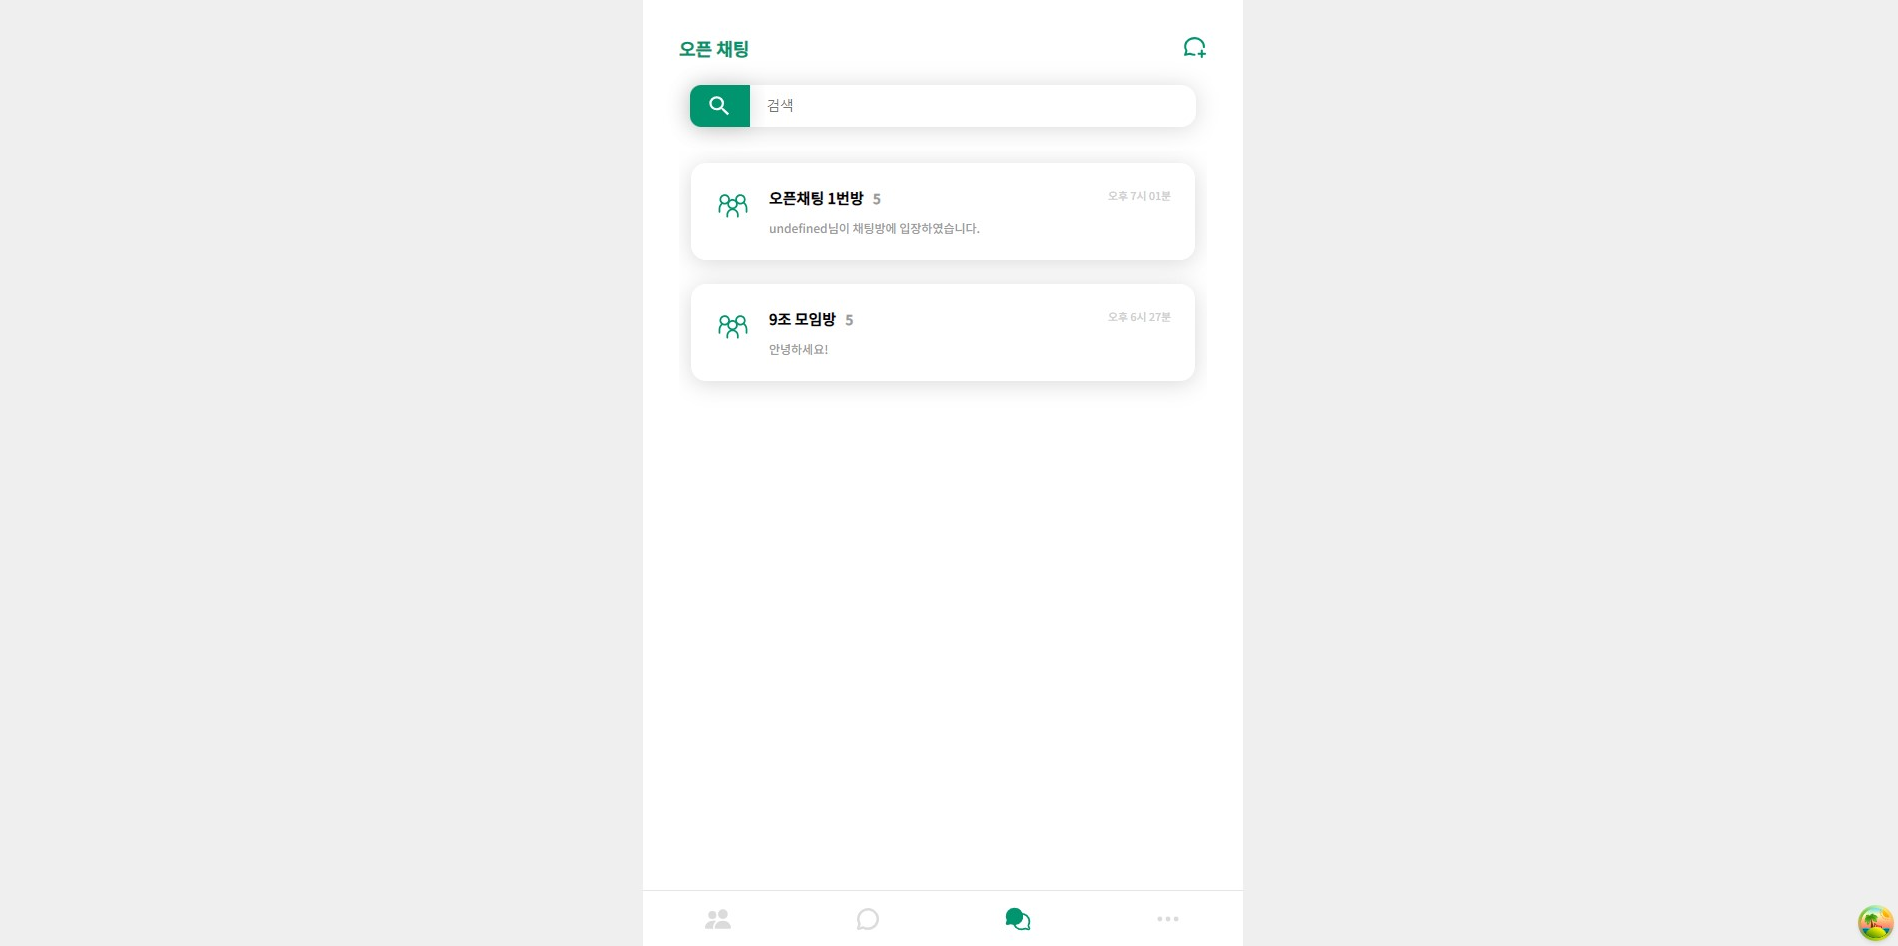 오픈 채팅
검색
오픈채팅 1번방 5
오후 7시 01분
undefined님이 채팅방에 입장하였습니다.
9조 모임방 5
오후 6시 27분
안녕하세요!